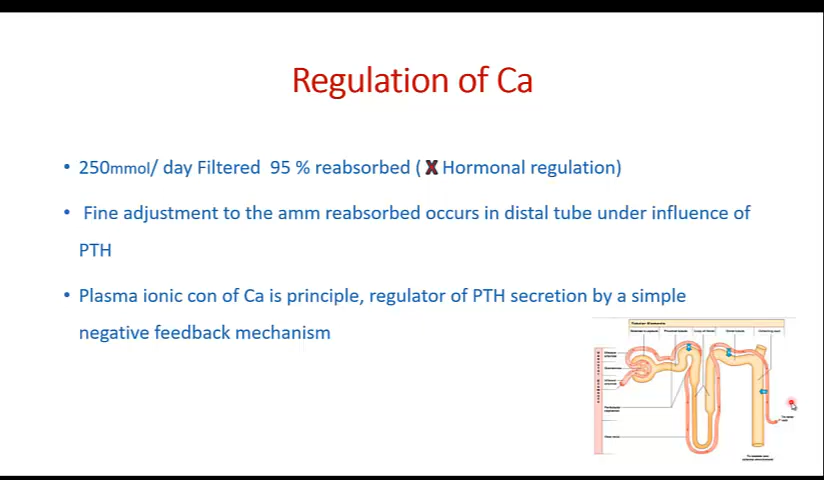 Regulation of Ca
• 250mmol/ day Filtered 95 % reabsorbed ( X Hormonal regulation)
• Fine adjustment to the amm reabsorbed occurs in distal tube under influence of
PTH
• Plasma ionic con of Ca is principle, regulator of PTH secretion by a simple
negative feedback mechanism